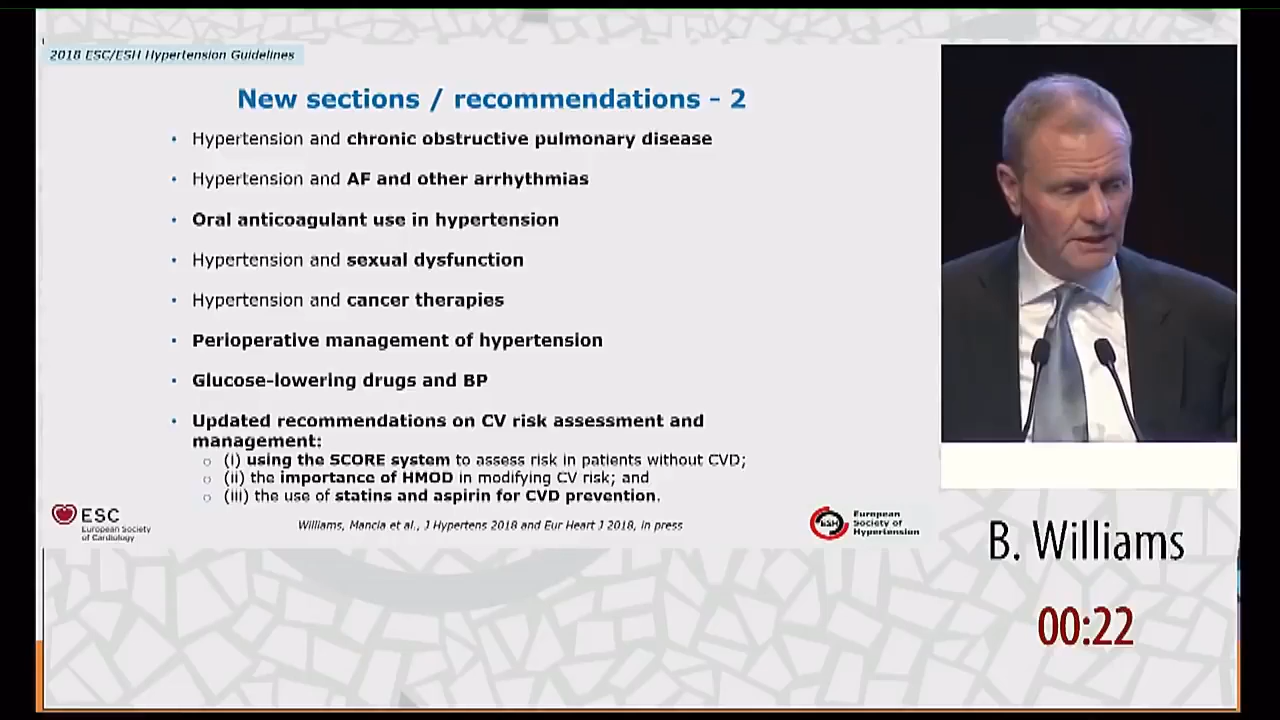 2018 ESC/ESH Hypertension Guidelines
New sections / recommendations - 2
• Hypertension and chronic obstructive pulmonary disease
• Hypertension and AF and other arrhythmias
• Oral anticoagulant use in hypertension
• Hypertension and sexual dysfunction
• Hypertension and cancer therapies
• Perioperative management of hypertension
• Glucose-lowering drugs and BP
• Updated recommendations on CV risk assessment and
management:
○ (i) using the SCORE system to assess risk in patients without CVD;
○ (ii) the importance of HMOD in modifying CV risk; and
○ (iii) the use of statins and aspirin for CVD prevention.
ESC
European Society
of Cardiology
Williams, Mancia et al., J Hypertens 2018 and Eur Heart J 2018, in press
ESH
European
Society of
Hypertension
B. Williams
00:22